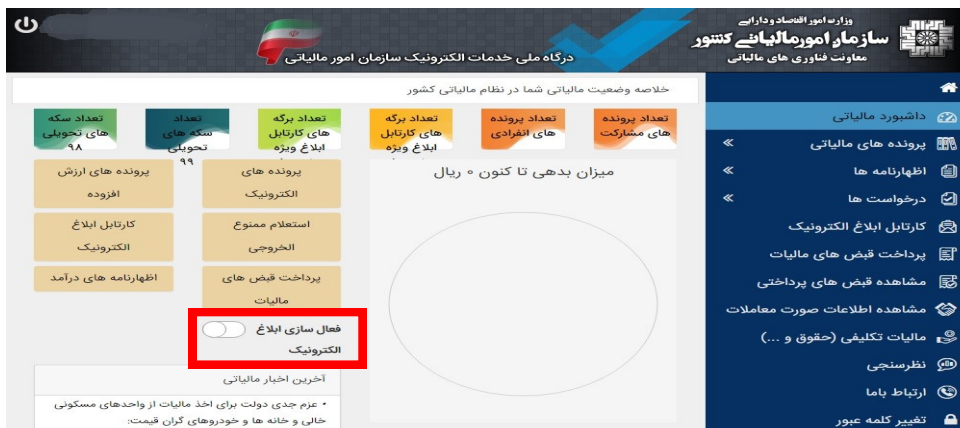 وزارت امور اقتصاد و دارایی
سازمان امور مالیاتی کشور
معاونت فناوری های مالیاتی
درگاه ملی خدمات الکترونیک سازمان امور مالیاتی
داشبورد مالیاتی
پرونده های مالیاتی
اظهارنامه ها
درخواست ها
کارتابل ابلاغ الکترونیک
پرداخت قبض های مالیات
مشاهده قبض های پرداختی
مشاهده اطلاعات صورت معاملات
مالیات تکلیفی (حقوق و ...)
نظرسنجی
ارتباط باما
تغییر کلمه عبور
خلاصه وضعیت مالیاتی شما در نظام مالیاتی کشور
تعداد پرونده
های مشارکت
تعداد پرونده
های انفرادی
تعداد برگه
های کارتابل
ابلاغ ویژه
تعداد برگه
های کارتابل
ابلاغ ویژه
تعداد
سکه های
تحویلی
۹۹
تعداد سکه
های تحویلی
۹۸
میزان بدهی تا کنون ۰ ریال
پرونده های
الکترونیک
پرونده های ارزش
افزوده
استعلام ممنوع
الخروجی
کارتابل ابلاغ
الکترونیک
پرداخت قبض های
مالیات
اظهارنامه های درآمد
فعال سازی ابلاغ
الکترونیک
آخرین اخبار مالیاتی
• عزم جدی دولت برای اخذ مالیات از واحدهای مسکونی
خالی و خانه ها و خودروهای گران قیمت: